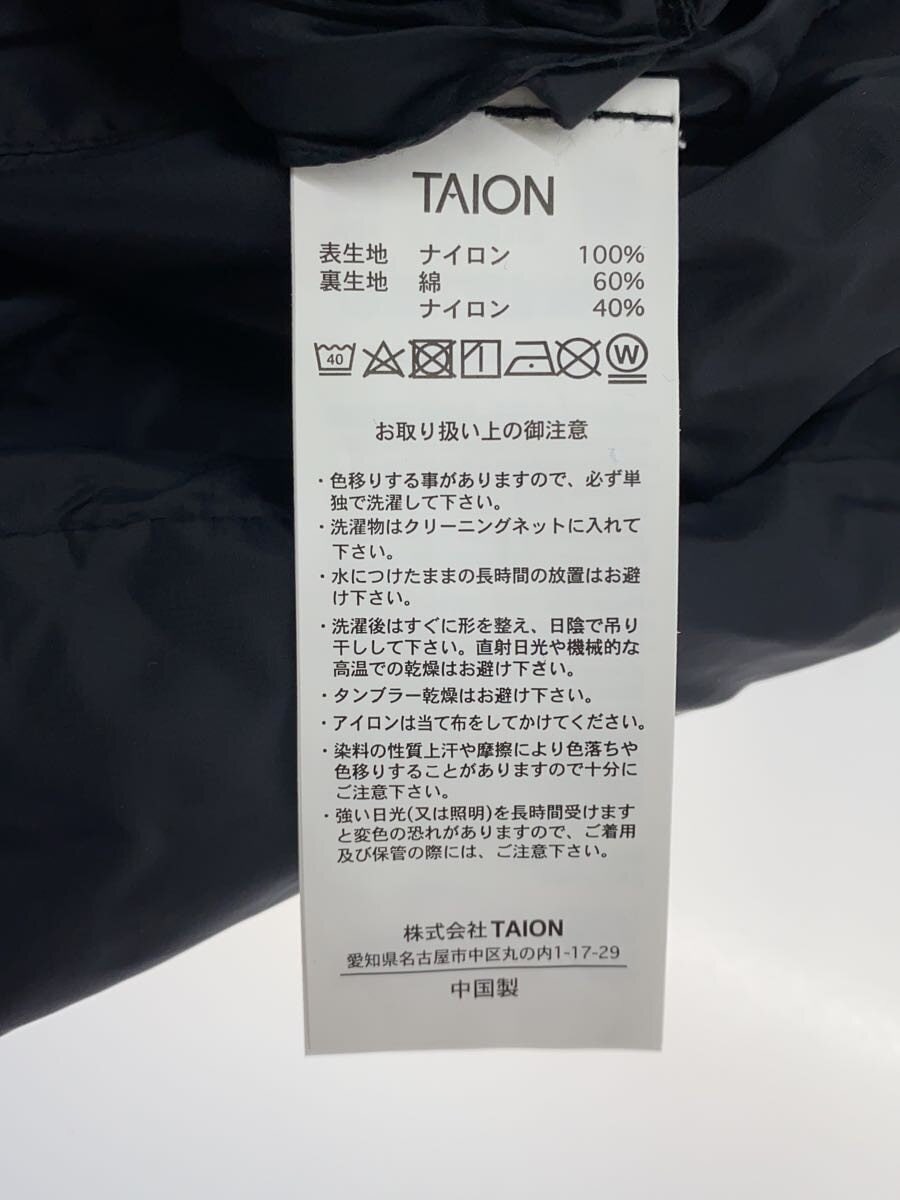 TAION
表生地 ナイロン 100%
裏生地 綿 60%
ナイロン 40%
40 W
お取り扱い上の御注意
・色移りする事がありますので、必ず単
独で洗濯して下さい。
・洗濯物はクリーニングネットに入れて
下さい。
・水につけたままの長時間の放置はお避
け下さい。
・洗濯後はすぐに形を整え、日陰で吊り
干しして下さい。直射日光や機械的な
高温での乾燥はお避け下さい。
・タンブラー乾燥はお避け下さい。
・アイロンは当て布をしてかけてください。
・染料の性質上汗や摩擦により色落ちや
色移りすることがありますので十分に
ご注意下さい。
・強い日光(又は照明)を長時間受けます
と変色の恐れがありますので、ご着用
及び保管の際には、ご注意下さい。
株式会社 TAION
愛知県名古屋市中区丸の内1-17-29
中国製